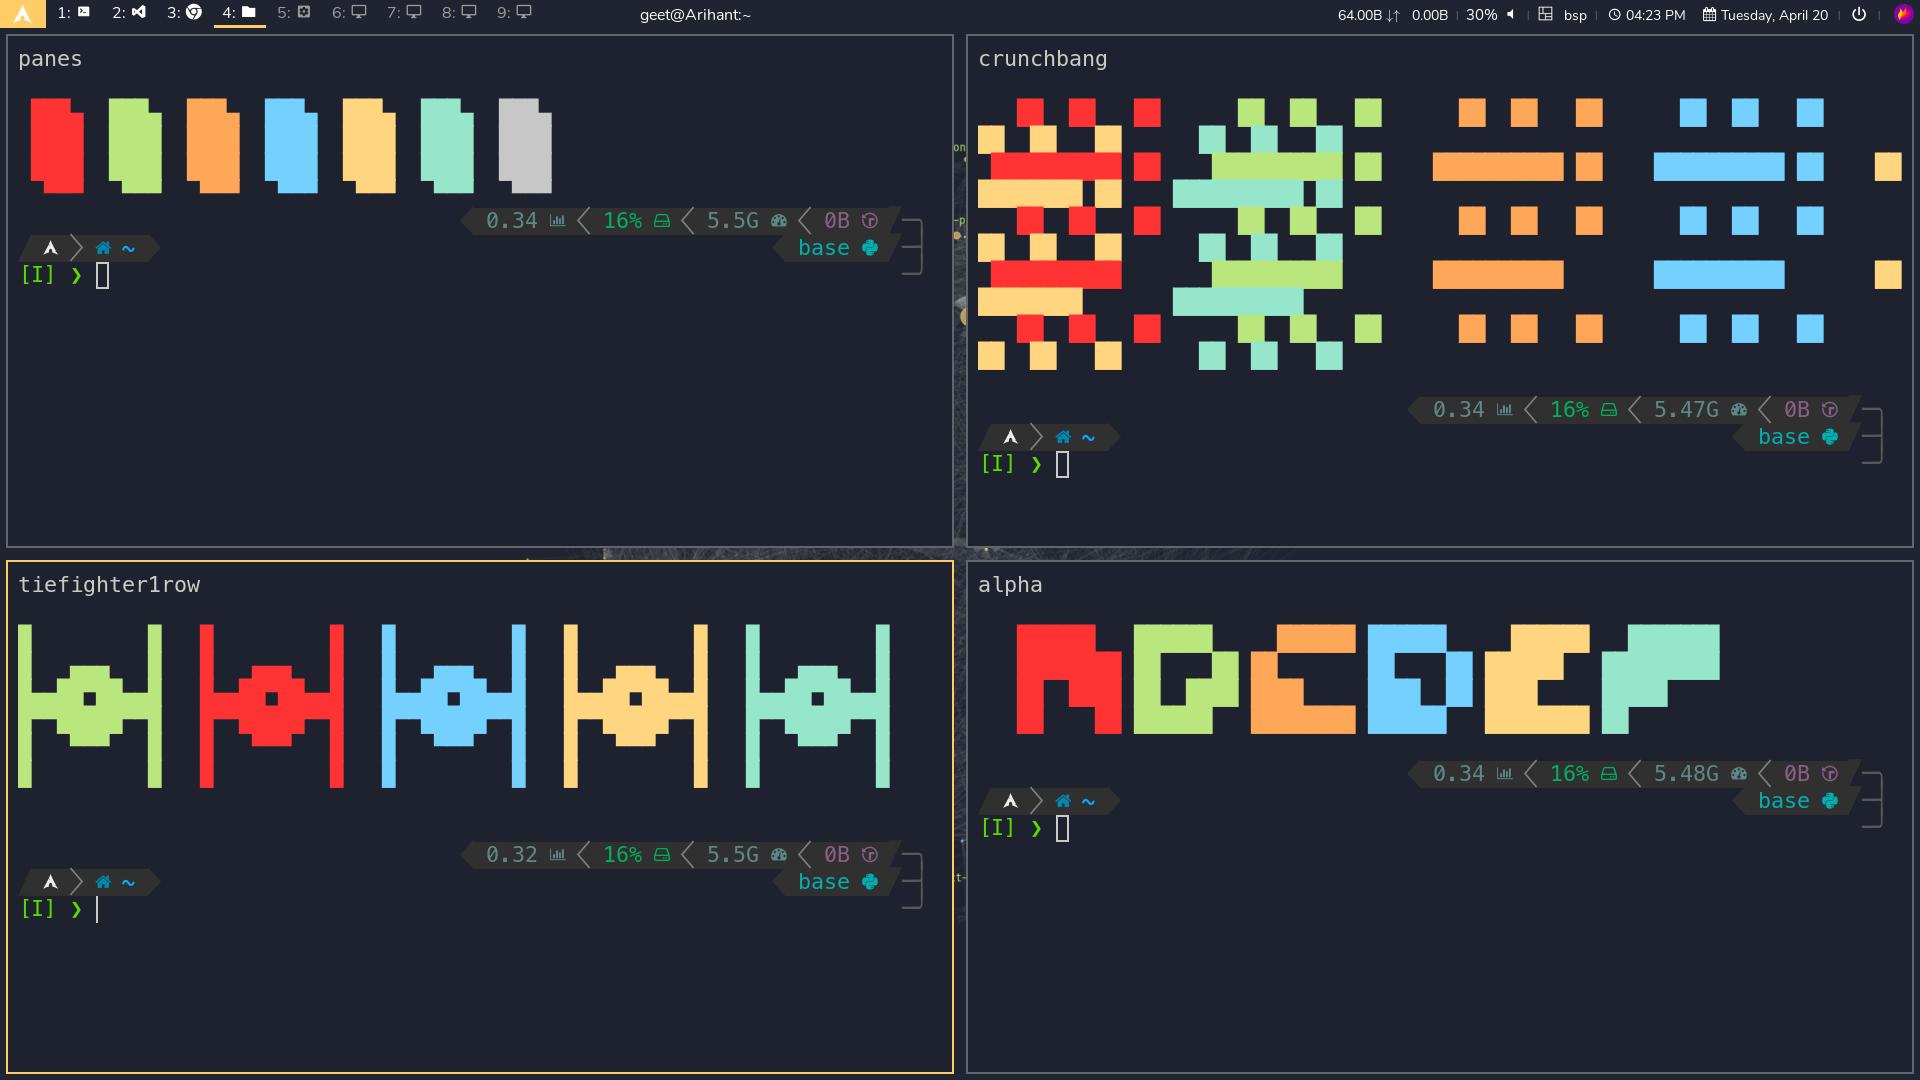 1: 2: 3: 4: 5: 6: 7: 8: 9: geet@Arihant:~ 64.00B ↓↑ 0.00B 30% bsp 04:23 PM Tuesday, April 20
panes
0.34 16% 5.5G 0B
~ base
[I] ❯
crunchbang
0.34 16% 5.47G 0B
~ base
[I] ❯
tiefighter1row
0.32 16% 5.5G 0B
~ base
[I] ❯
alpha
0.34 16% 5.48G 0B
~ base
[I] ❯